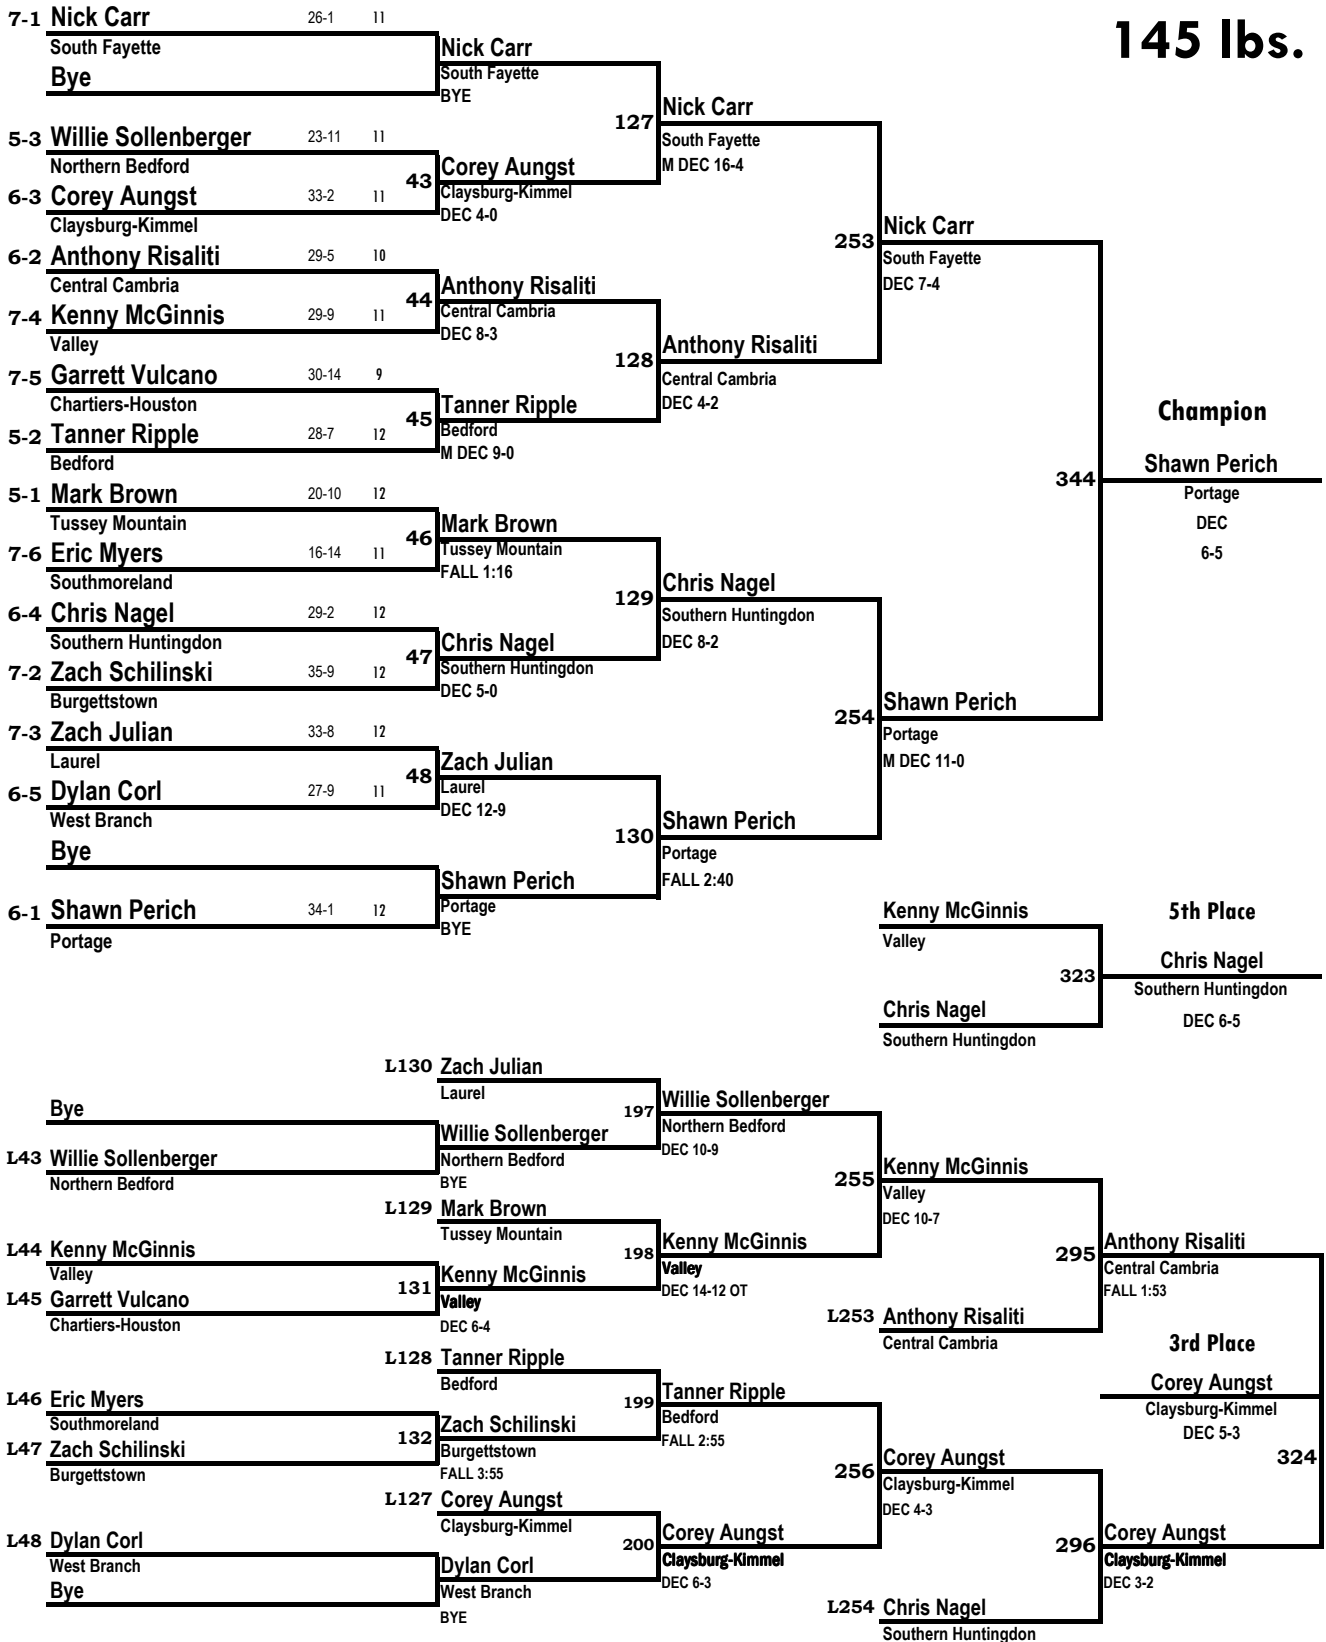 145 lbs.
7-1 Nick Carr 26-1 11
South Fayette
Bye
5-3 Willie Sollenberger 23-11 11
Northern Bedford
6-3 Corey Aungst 33-2 11
Claysburg-Kimmel
6-2 Anthony Risaliti 29-5 10
Central Cambria
7-4 Kenny McGinnis 29-9 11
Valley
7-5 Garrett Vulcano 30-14 9
Chartiers-Houston
5-2 Tanner Ripple 28-7 12
Bedford
5-1 Mark Brown 20-10 12
Tussey Mountain
7-6 Eric Myers 16-14 11
Southmoreland
6-4 Chris Nagel 29-2 12
Southern Huntingdon
7-2 Zach Schilinski 35-9 12
Burgettstown
7-3 Zach Julian 33-8 12
Laurel
6-5 Dylan Corl 27-9 11
West Branch
Bye
6-1 Shawn Perich 34-1 12
Portage
Nick Carr
South Fayette
BYE
43
Corey Aungst
Claysburg-Kimmel
DEC 4-0
44
Anthony Risaliti
Central Cambria
DEC 8-3
45
Tanner Ripple
Bedford
M DEC 9-0
46
Mark Brown
Tussey Mountain
FALL 1:16
47
Chris Nagel
Southern Huntingdon
DEC 5-0
48
Zach Julian
Laurel
DEC 12-9
Shawn Perich
Portage
BYE
127
Nick Carr
South Fayette
M DEC 16-4
128
Anthony Risaliti
Central Cambria
DEC 4-2
129
Chris Nagel
Southern Huntingdon
DEC 8-2
130
Shawn Perich
Portage
FALL 2:40
253
Nick Carr
South Fayette
DEC 7-4
254
Shawn Perich
Portage
M DEC 11-0
344
Champion
Shawn Perich
Portage
DEC
6-5
Kenny McGinnis
Valley
323
Chris Nagel
Southern Huntingdon
5th Place
Chris Nagel
Southern Huntingdon
DEC 6-5
Bye
L43 Willie Sollenberger
Northern Bedford
L44 Kenny McGinnis
Valley
L45 Garrett Vulcano
Chartiers-Houston
L46 Eric Myers
Southmoreland
L47 Zach Schilinski
Burgettstown
L48 Dylan Corl
West Branch
Bye
L130 Zach Julian
Laurel
Willie Sollenberger
Northern Bedford
BYE
L129 Mark Brown
Tussey Mountain
131
Kenny McGinnis
Valley
DEC 6-4
L128 Tanner Ripple
Bedford
132
Zach Schilinski
Burgettstown
FALL 3:55
L127 Corey Aungst
Claysburg-Kimmel
Dylan Corl
West Branch
BYE
197
Willie Sollenberger
Northern Bedford
DEC 10-9
198
Kenny McGinnis
Valley
DEC 14-12 OT
199
Tanner Ripple
Bedford
FALL 2:55
200
Corey Aungst
Claysburg-Kimmel
DEC 6-3
255
Kenny McGinnis
Valley
DEC 10-7
L253 Anthony Risaliti
Central Cambria
256
Corey Aungst
Claysburg-Kimmel
DEC 4-3
L254 Chris Nagel
Southern Huntingdon
295
Anthony Risaliti
Central Cambria
FALL 1:53
3rd Place
Corey Aungst
Claysburg-Kimmel
DEC 5-3
324
296
Corey Aungst
Claysburg-Kimmel
DEC 3-2